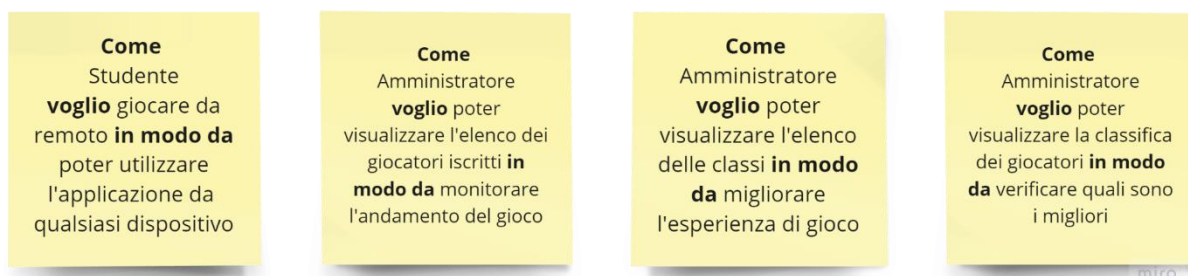 Come
Studente
voglio giocare da
remoto in modo da
poter utilizzare
l'applicazione da
qualsiasi dispositivo
Come
Amministratore
voglio poter
visualizzare l'elenco dei
giocatori iscritti in
modo da monitorare
l'andamento del gioco
Come
Amministratore
voglio poter
visualizzare l'elenco
delle classi in modo
da migliorare
l'esperienza di gioco
Come
Amministratore
voglio poter
visualizzare la classifica
dei giocatori in modo
da verificare quali sono
i migliori
miro